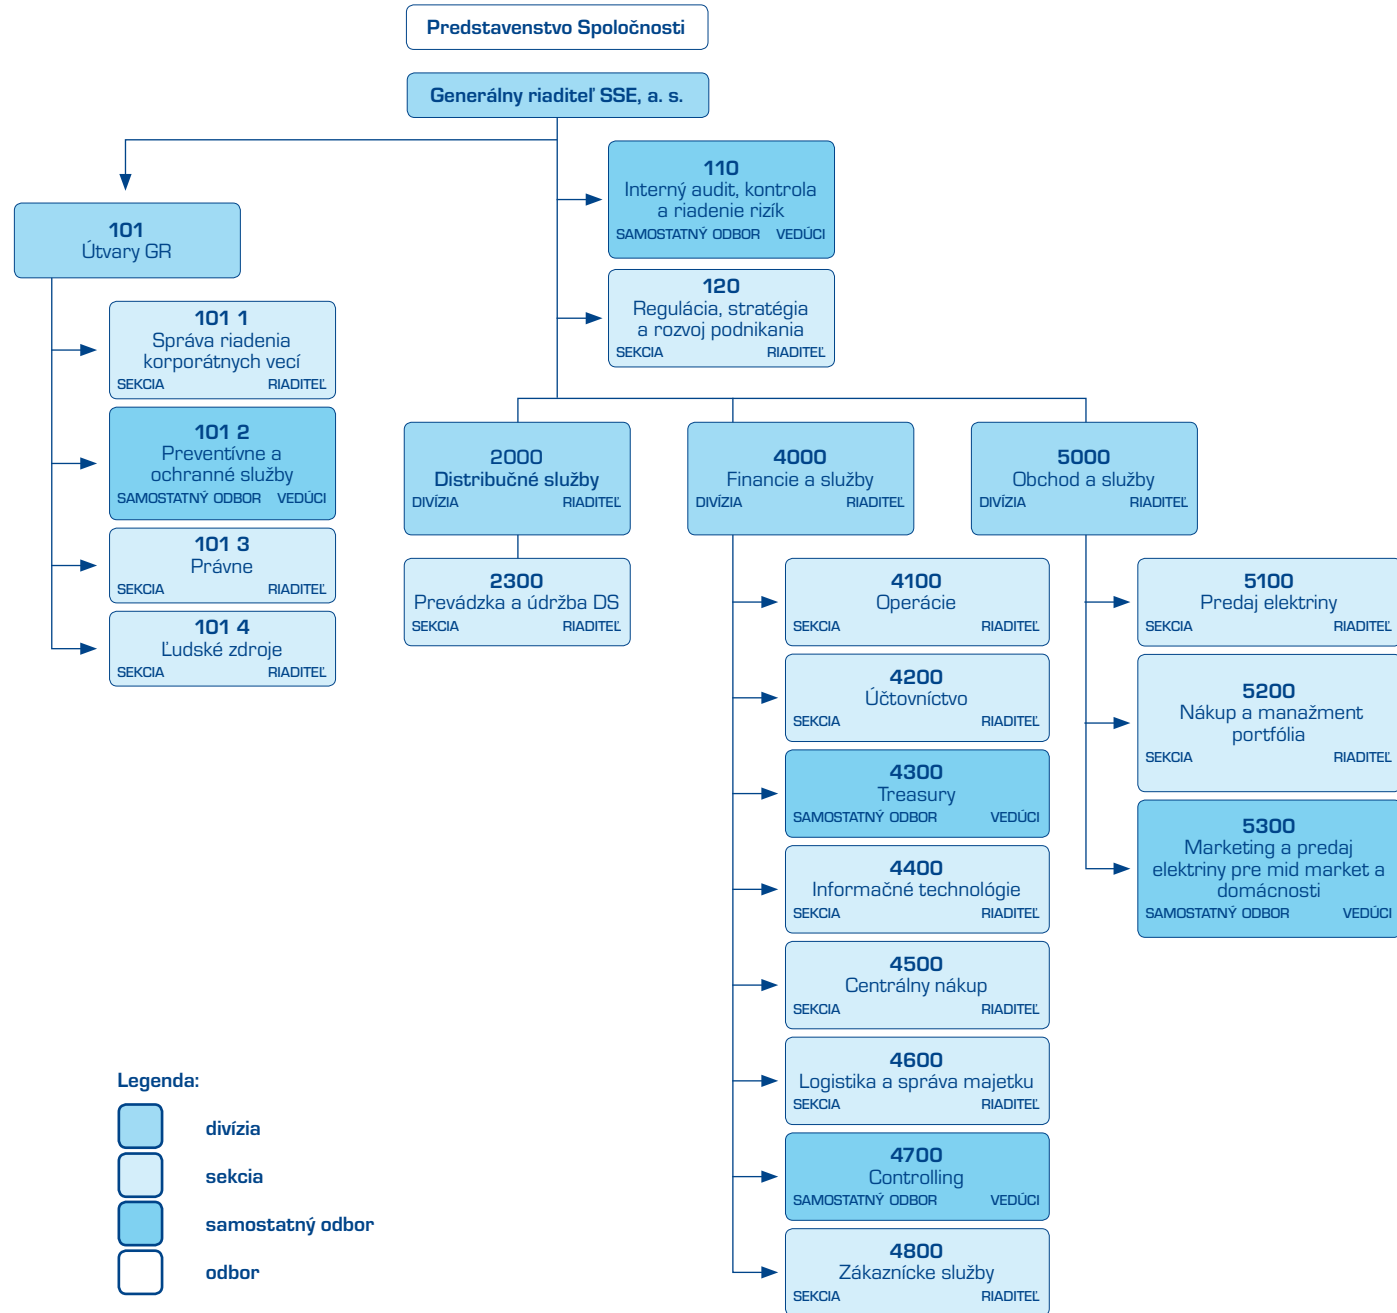 Predstavenstvo Spoločnosti
Generálny riaditeľ SSE, a. s.
110
Interný audit, kontrola
a riadenie rizík
SAMOSTATNÝ ODBOR VEDÚCI
120
Regulácia, stratégia
a rozvoj podnikania
SEKCIA RIADITEĽ
101
Útvary GR
101 1
Správa riadenia
korporátnych vecí
SEKCIA RIADITEĽ
101 2
Preventívne a
ochranné služby
SAMOSTATNÝ ODBOR VEDÚCI
101 3
Právne
SEKCIA RIADITEĽ
101 4
Ľudské zdroje
SEKCIA RIADITEĽ
2000
Distribučné služby
DIVÍZIA RIADITEĽ
2300
Prevádzka a údržba DS
SEKCIA RIADITEĽ
4000
Financie a služby
DIVÍZIA RIADITEĽ
4100
Operácie
SEKCIA RIADITEĽ
4200
Účtovníctvo
SEKCIA RIADITEĽ
4300
Treasury
SAMOSTATNÝ ODBOR VEDÚCI
4400
Informačné technológie
SEKCIA RIADITEĽ
4500
Centrálny nákup
SEKCIA RIADITEĽ
4600
Logistika a správa majetku
SEKCIA RIADITEĽ
4700
Controlling
SAMOSTATNÝ ODBOR VEDÚCI
4800
Zákaznícke služby
SEKCIA RIADITEĽ
5000
Obchod a služby
DIVÍZIA RIADITEĽ
5100
Predaj elektriny
SEKCIA RIADITEĽ
5200
Nákup a manažment
portfólia
SEKCIA RIADITEĽ
5300
Marketing a predaj
elektriny pre mid market a
domácnosti
SAMOSTATNÝ ODBOR VEDÚCI
Legenda:
divízia
sekcia
samostatný odbor
odbor